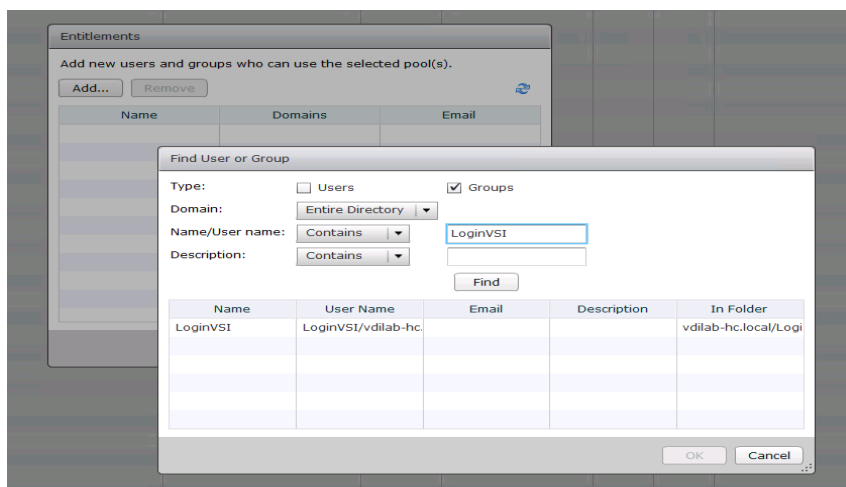 Entitlements
Add new users and groups who can use the selected pool(s).
Add... Remove
Name Domains Email
Find User or Group
Type: Users Groups
Domain: Entire Directory
Name/User name: Contains LoginVSI
Description: Contains
Find
Name User Name Email Description In Folder
LoginVSI LoginVSI/vdilab-hc. vdilab-hc.local/Logi
OK Cancel